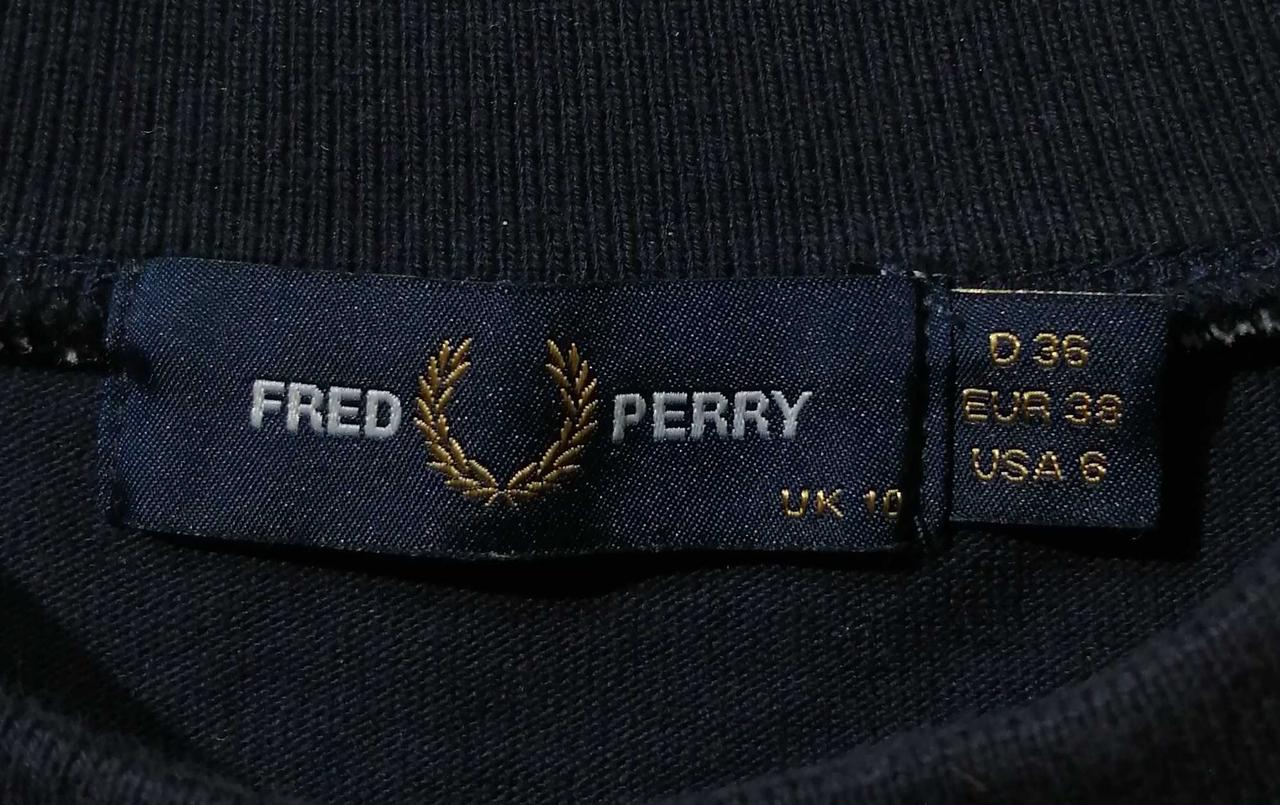 FRED PERRY
UK 10
D 36
EUR 38
USA 6